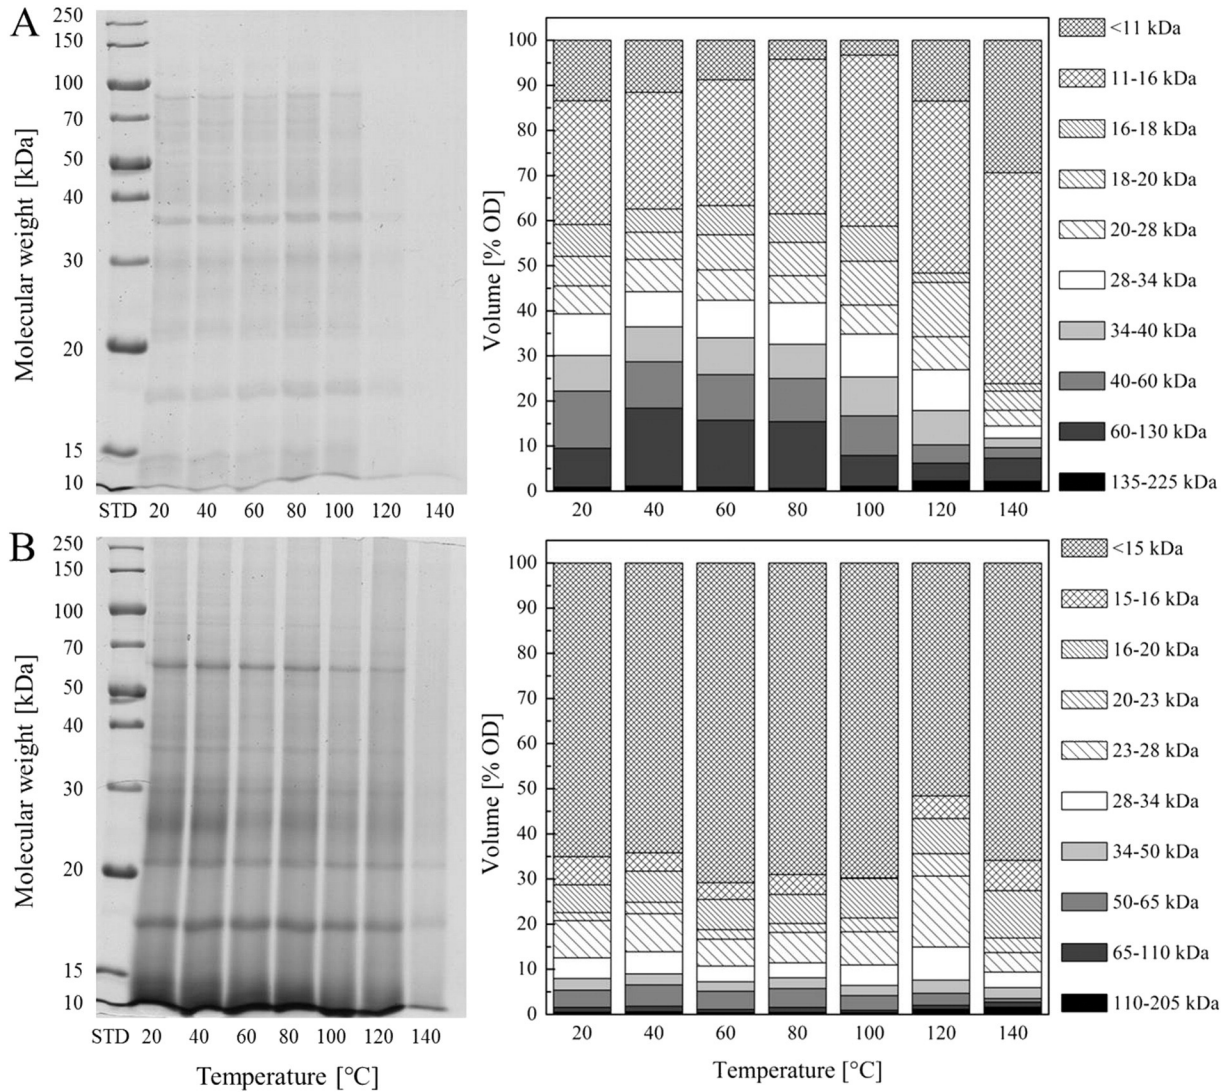 A
250
150
100
70
50
40
30
20
15
10
Molecular weight [kDa]
STD 20 40 60 80 100 120 140
100
90
80
70
60
50
40
30
20
10
0
Volume [% OD]
20 40 60 80 100 120 140
<11 kDa
11-16 kDa
16-18 kDa
18-20 kDa
20-28 kDa
28-34 kDa
34-40 kDa
40-60 kDa
60-130 kDa
135-225 kDa
B
250
150
100
70
50
40
30
20
15
10
Molecular weight [kDa]
STD 20 40 60 80 100 120 140
Temperature [°C]
100
90
80
70
60
50
40
30
20
10
0
Volume [% OD]
20 40 60 80 100 120 140
Temperature [°C]
<15 kDa
15-16 kDa
16-20 kDa
20-23 kDa
23-28 kDa
28-34 kDa
34-50 kDa
50-65 kDa
65-110 kDa
110-205 kDa